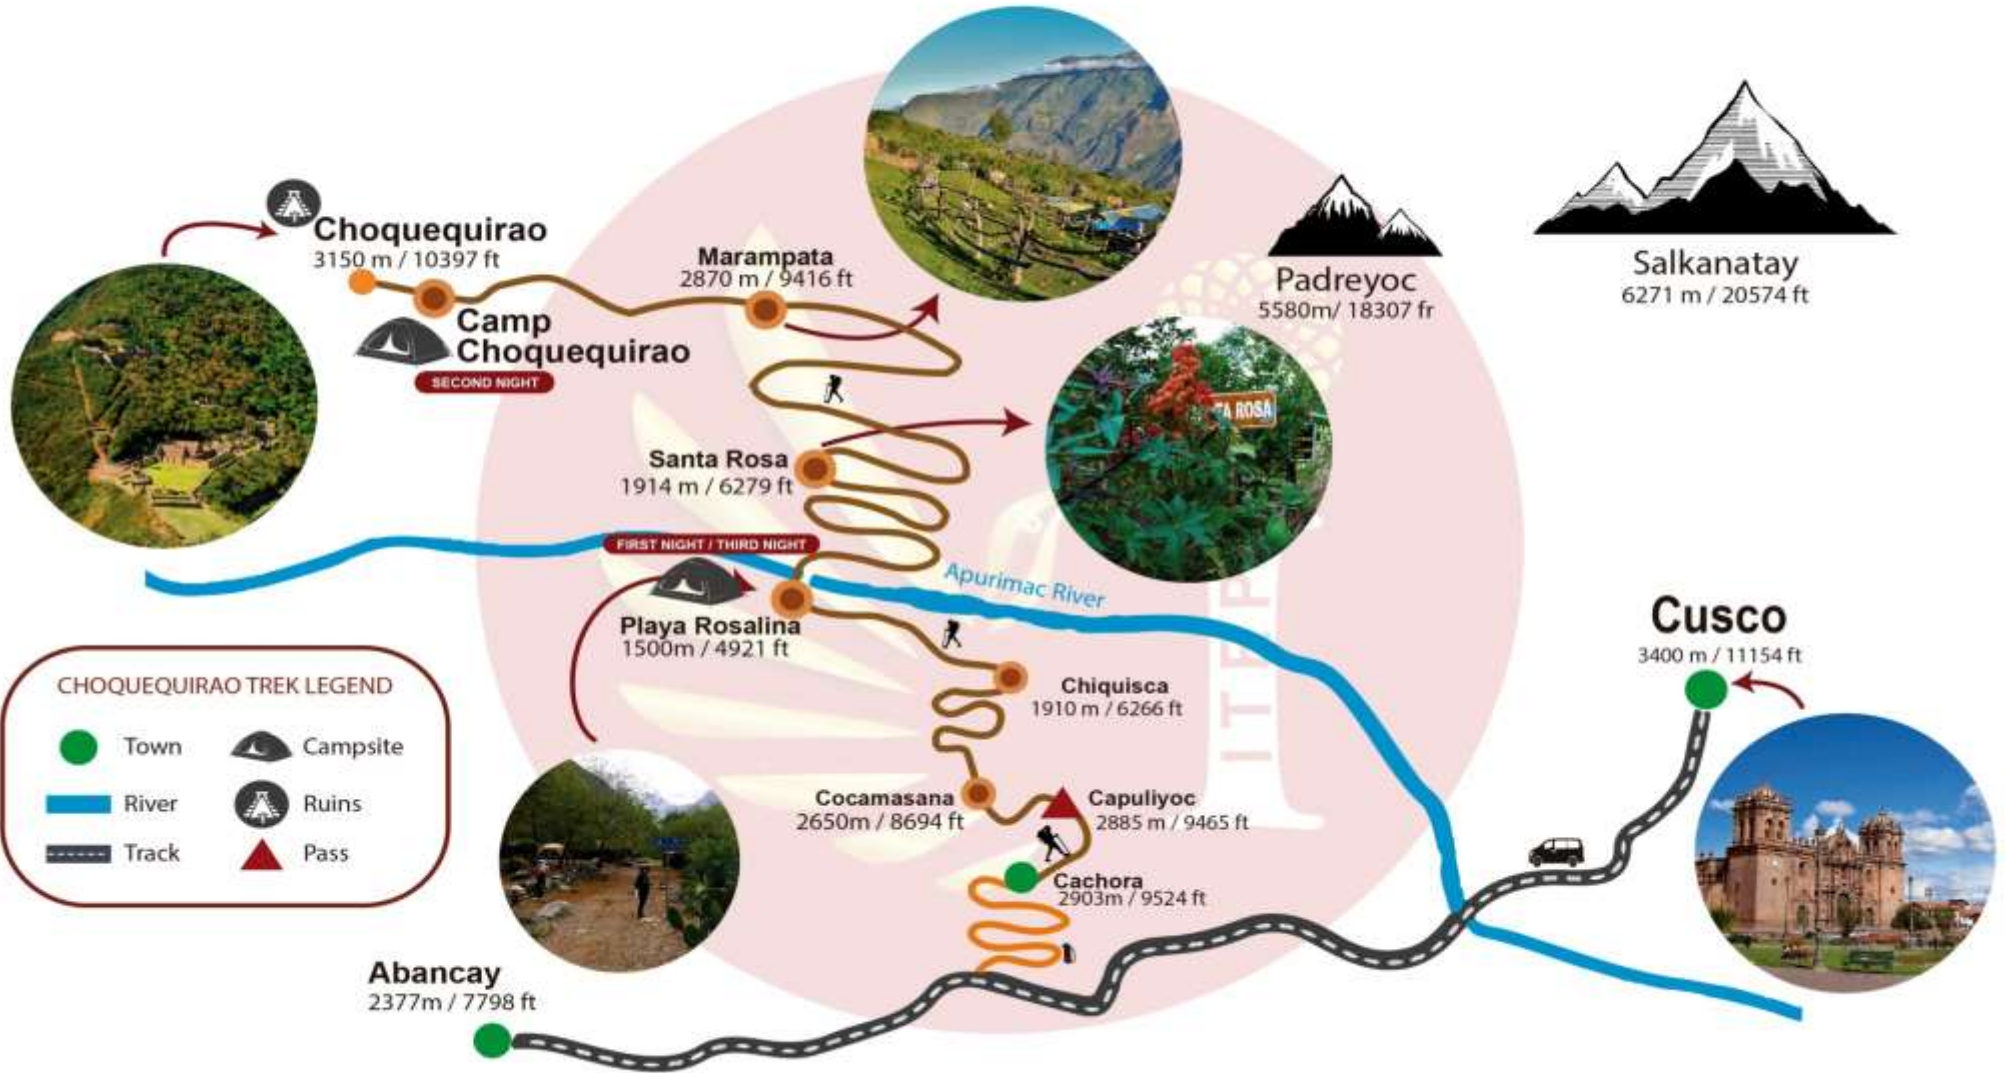 Choquequirao
3150 m / 10397 ft
Camp
Choquequirao
SECOND NIGHT
Marampata
2870 m / 9416 ft
Padreyoc
5580m/ 18307 fr
Salkanatay
6271 m / 20574 ft
Santa Rosa
1914 m / 6279 ft
TA ROSA
FIRST NIGHT / THIRD NIGHT
Apurimac River
Playa Rosalina
1500m / 4921 ft
ITEP
Cusco
3400 m / 11154 ft
Chiquisca
1910 m / 6266 ft
CHOQUEQUIRAO TREK LEGEND
Town
Campsite
River
Ruins
Track
Pass
Cocamasana
2650m / 8694 ft
Capuliyoc
2885 m / 9465 ft
Cachora
2903m / 9524 ft
Abancay
2377m / 7798 ft